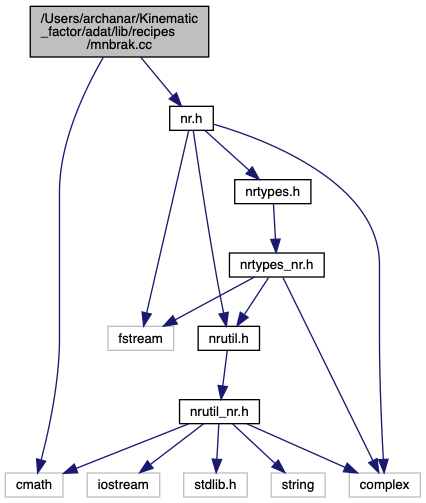 /Users/archanar/Kinematic
_factor/adat/lib/recipes
/mnbrak.cc
nr.h
nrtypes.h
nrtypes_nr.h
fstream
nrutil.h
nrutil_nr.h
cmath
iostream
stdlib.h
string
complex